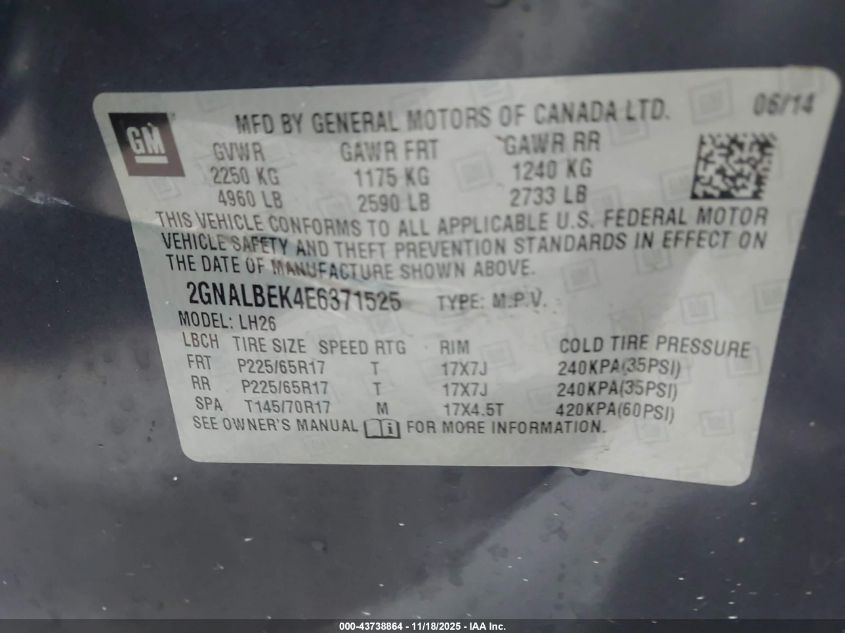 GM
MFD BY GENERAL MOTORS OF CANADA LTD. 06/14
GVWR GAWR FRT GAWR RR
2250 KG 1175 KG 1240 KG
4960 LB 2590 LB 2733 LB
THIS VEHICLE CONFORMS TO ALL APPLICABLE U.S. FEDERAL MOTOR
VEHICLE SAFETY AND THEFT PREVENTION STANDARDS IN EFFECT ON
THE DATE OF MANUFACTURE SHOWN ABOVE.
2GNALBEK4E6371525 TYPE: M.P.V.
MODEL: LH26
LBCH TIRE SIZE SPEED RTG RIM COLD TIRE PRESSURE
FRT P225/65R17 T 17X7J 240KPA(35PSI)
RR P225/65R17 T 17X7J 240KPA(35PSI)
SPA T145/70R17 M 17X4.5T 420KPA(60PSI)
SEE OWNER'S MANUAL FOR MORE INFORMATION.
000-43738864 - 11/18/2025 - IAA Inc.